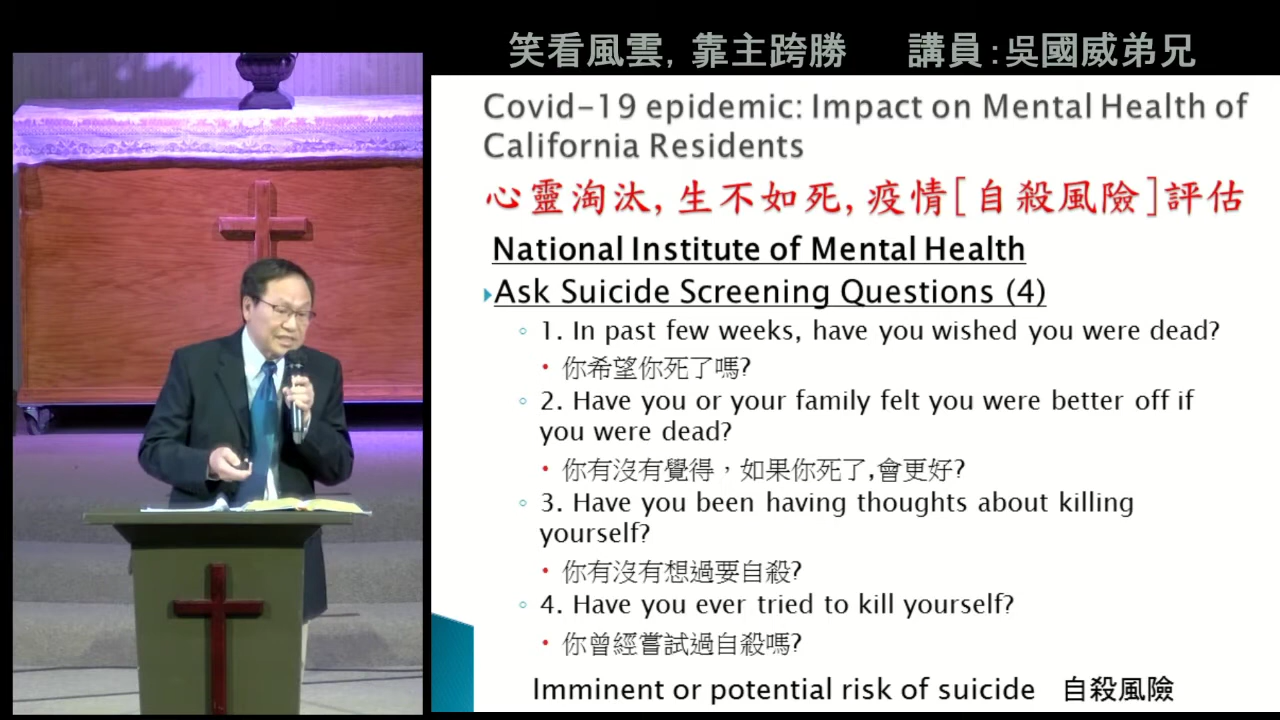 笑看風雲, 靠主跨勝 講員:吳國威弟兄
Covid-19 epidemic: Impact on Mental Health of
California Residents
心靈淘汰, 生不如死, 疫情[自殺風險]評估
National Institute of Mental Health
Ask Suicide Screening Questions (4)
1. In past few weeks, have you wished you were dead?
你希望你死了嗎?
2. Have you or your family felt you were better off if
you were dead?
你有沒有覺得，如果你死了,會更好?
3. Have you been having thoughts about killing
yourself?
你有沒有想過要自殺?
4. Have you ever tried to kill yourself?
你曾經嘗試過自殺嗎?
Imminent or potential risk of suicide 自殺風險